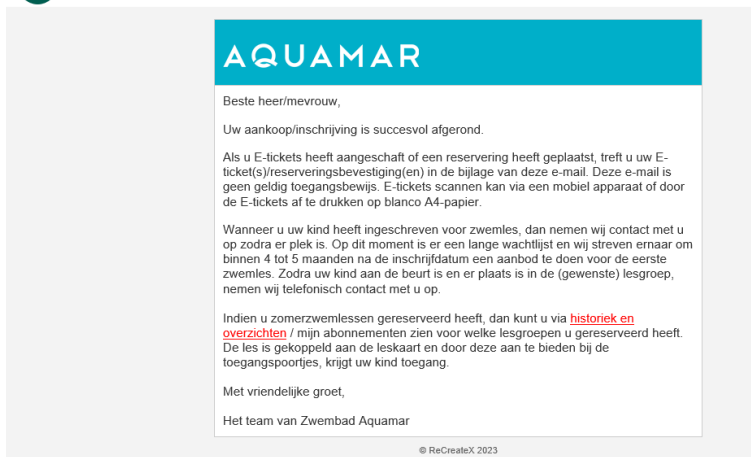 AQUAMAR
Beste heer/mevrouw,
Uw aankoop/inschrijving is succesvol afgerond.
Als u E-tickets heeft aangeschaft of een reservering heeft geplaatst, treft u uw E-
ticket(s)/reserveringsbevestiging(en) in de bijlage van deze e-mail. Deze e-mail is
geen geldig toegangsbewijs. E-tickets scannen kan via een mobiel apparaat of door
de E-tickets af te drukken op blanco A4-papier.
Wanneer u uw kind heeft ingeschreven voor zwemles, dan nemen wij contact met u
op zodra er plek is. Op dit moment is er een lange wachtlijst en wij streven ernaar om
binnen 4 tot 5 maanden na de inschrijfdatum een aanbod te doen voor de eerste
zwemles. Zodra uw kind aan de beurt is en er plaats is in de (gewenste) lesgroep,
nemen wij telefonisch contact met u op.
Indien u zomerzwemlessen gereserveerd heeft, dan kunt u via historiek en
overzichten / mijn abonnementen zien voor welke lesgroepen u gereserveerd heeft.
De les is gekoppeld aan de leskaart en door deze aan te bieden bij de
toegangspoortjes, krijgt uw kind toegang.
Met vriendelijke groet,
Het team van Zwembad Aquamar
© ReCreateX 2023